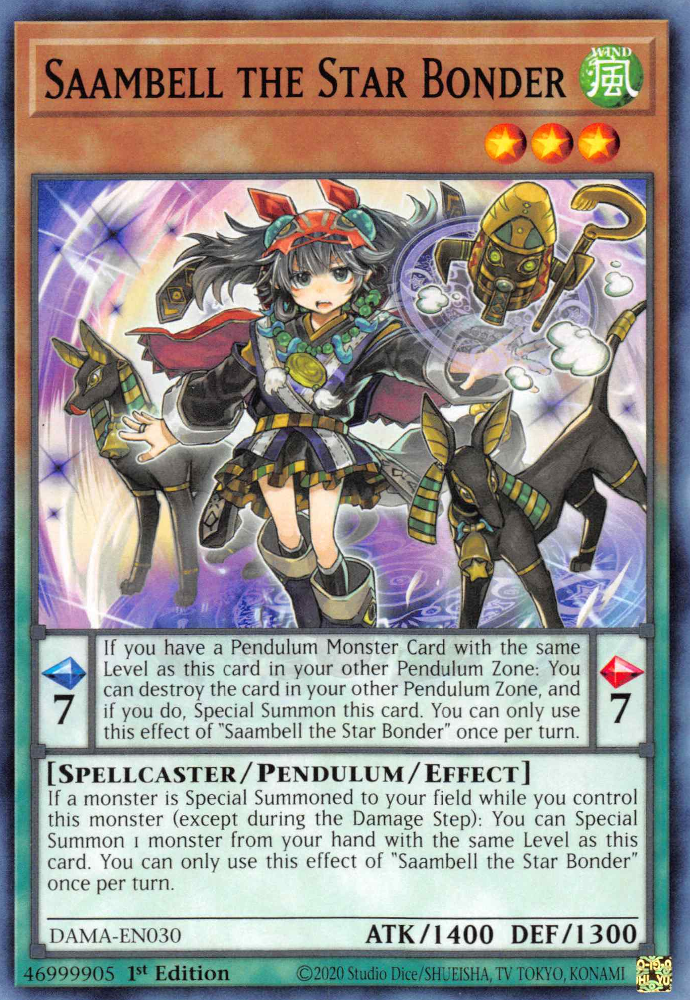 SAAMBELL THE STAR BONDER
WIND
風
If you have a Pendulum Monster Card with the same
Level as this card in your other Pendulum Zone: You
can destroy the card in your other Pendulum Zone, and
if you do, Special Summon this card. You can only use
this effect of "Saambell the Star Bonder" once per turn.
7
7
[SPELLCASTER/PENDULUM/EFFECT]
If a monster is Special Summoned to your field while you control
this monster (except during the Damage Step): You can Special
Summon 1 monster from your hand with the same Level as this
card. You can only use this effect of "Saambell the Star Bonder"
once per turn.
DAMA-EN030
ATK/1400 DEF/1300
46999905 1st Edition
©2020 Studio Dice/SHUEISHA, TV TOKYO, KONAMI